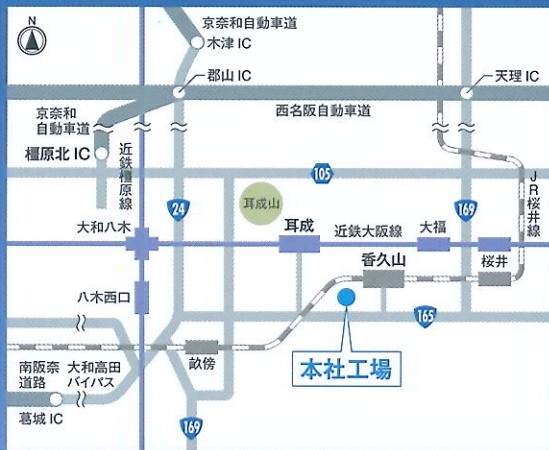 N
京奈和自動車道
木津 IC
郡山 IC
天理 IC
西名阪自動車道
京奈和
自動車道
橿原北 IC
近鉄橿原線
105
耳成山
JR桜井線
24
169
大和八木
耳成
近鉄大阪線
大福
桜井
香久山
八木西口
165
本社工場
畝傍
南阪奈
道路
大和高田
バイパス
葛城 IC
169